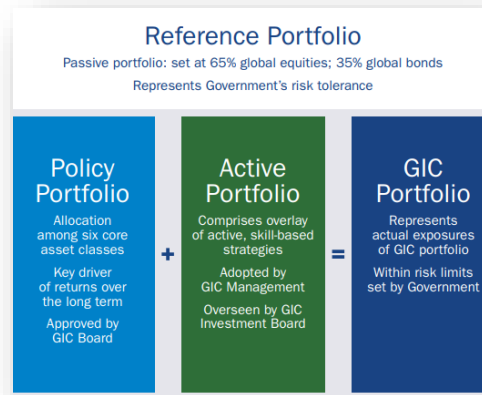 Reference Portfolio
Passive portfolio: set at 65% global equities; 35% global bonds
Represents Government's risk tolerance
Policy
Portfolio
Allocation
among six core
asset classes
Key driver
of returns over
the long term
Approved by
GIC Board
+
Active
Portfolio
Comprises overlay
of active, skill-based
strategies
Adopted by
GIC Management
Overseen by GIC
Investment Board
=
GIC
Portfolio
Represents
actual exposures
of GIC portfolio
Within risk limits
set by Government